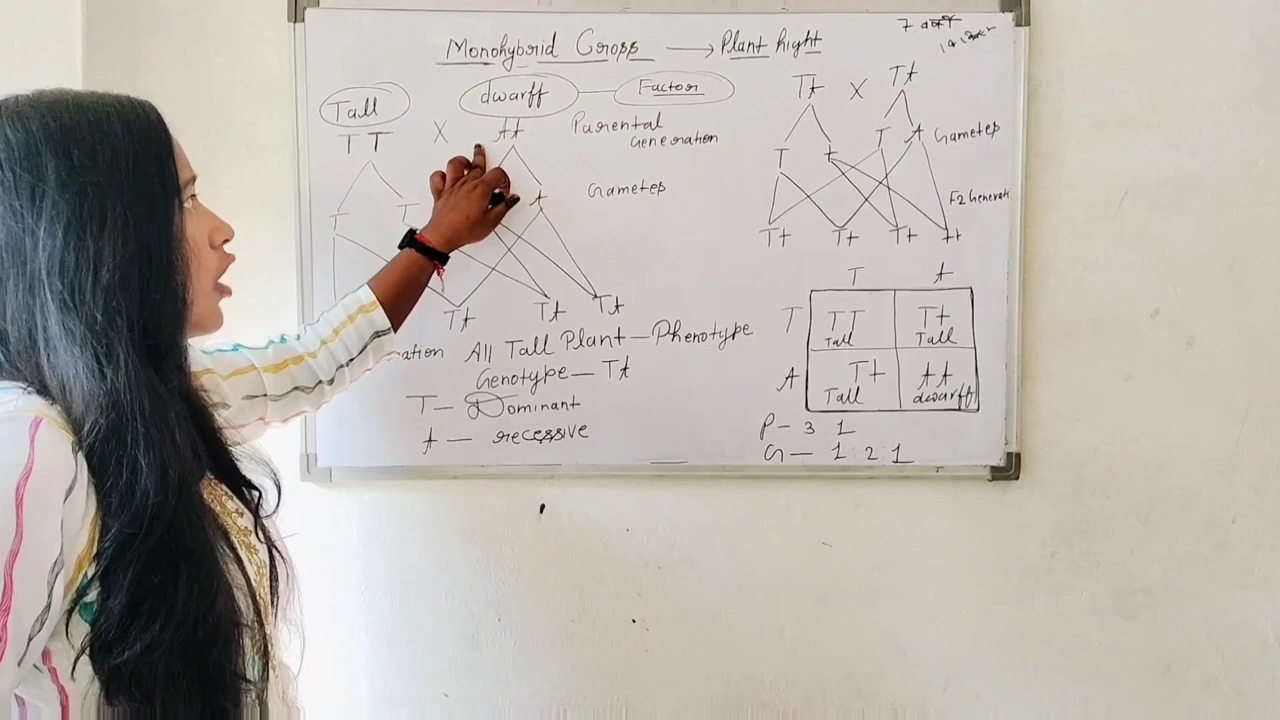 Monohybrid Cross → Plant hight
7
Tall
dwarff — Factor
T T X tt Parental
Generation
T T t Gametes
Tt Tt Tt
All Tall Plant — Phenotype
Genotype — Tt
T — Dominant
t — recessive
Tt X Tt
T t T t Gametes
F2 Generati
Tt Tt Tt tt
T t
T TT Tt
Tall Tall
t Tt tt
Tall dwarff
P — 3 1
G — 1 : 2 : 1